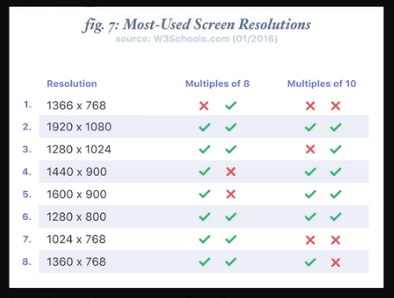 fig. 7: Most-Used Screen Resolutions
source: W3Schools.com (01/2016)
Resolution Multiples of 8 Multiples of 10
1. 1366 x 768 ✗ ✓ ✗ ✗
2. 1920 x 1080 ✓ ✓ ✓ ✓
3. 1280 x 1024 ✓ ✓ ✗ ✓
4. 1440 x 900 ✓ ✗ ✓ ✓
5. 1600 x 900 ✓ ✗ ✓ ✓
6. 1280 x 800 ✓ ✓ ✓ ✓
7. 1024 x 768 ✓ ✓ ✗ ✗
8. 1360 x 768 ✓ ✓ ✓ ✗